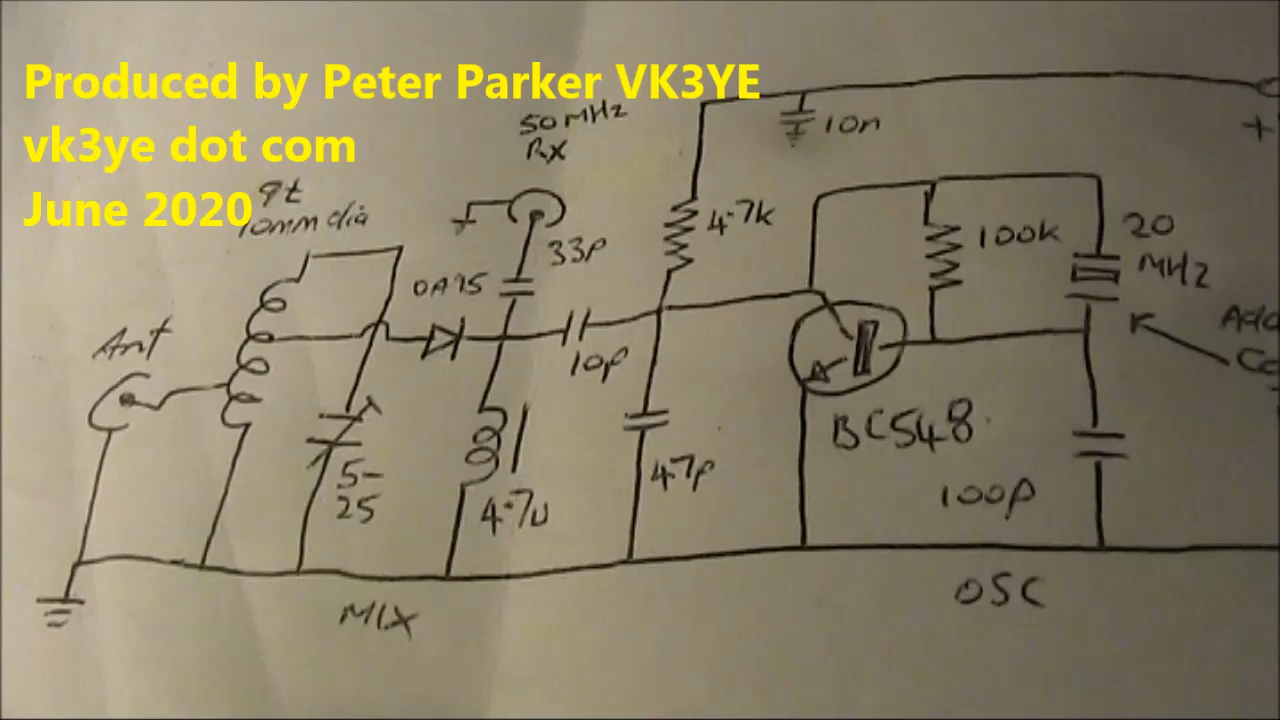 Produced by Peter Parker VK3YE
vk3ye dot com
June 2020
50MHz
RX
9t
10mm dia
10n
+
4.7k
100k
20
MHz
33p
OA95
Ant
10p
BC548
5-
25
4.7u
47p
100p
MIX
OSC